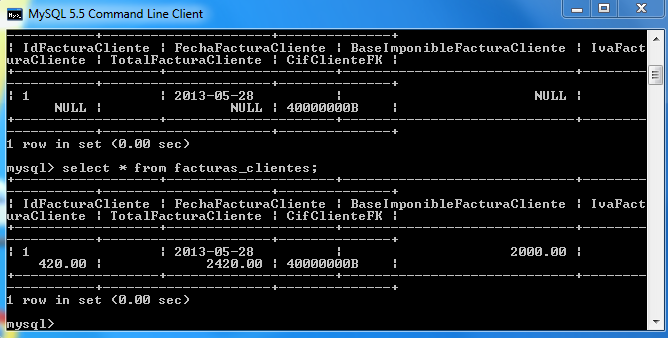 MySQL 5.5 Command Line Client
-----------+---------------------+---------------+
| IdFacturaCliente | FechaFacturaCliente | BaseImponibleFacturaCliente | IvaFact
uraCliente | TotalFacturaCliente | CifClienteFK |
+------------------+---------------------+-----------------------------+--------
-----------+---------------------+---------------+
| 1                | 2013-05-28          |                        NULL |
      NULL |                NULL | 40000000B    |
+------------------+---------------------+-----------------------------+--------
-----------+---------------------+---------------+
1 row in set (0.00 sec)
mysql> select * from facturas_clientes;
+------------------+---------------------+-----------------------------+--------
-----------+---------------------+---------------+
| IdFacturaCliente | FechaFacturaCliente | BaseImponibleFacturaCliente | IvaFact
uraCliente | TotalFacturaCliente | CifClienteFK |
+------------------+---------------------+-----------------------------+--------
-----------+---------------------+---------------+
| 1                | 2013-05-28          |                     2000.00 |
    420.00 |             2420.00 | 40000000B    |
+------------------+---------------------+-----------------------------+--------
-----------+---------------------+---------------+
1 row in set (0.00 sec)
mysql>